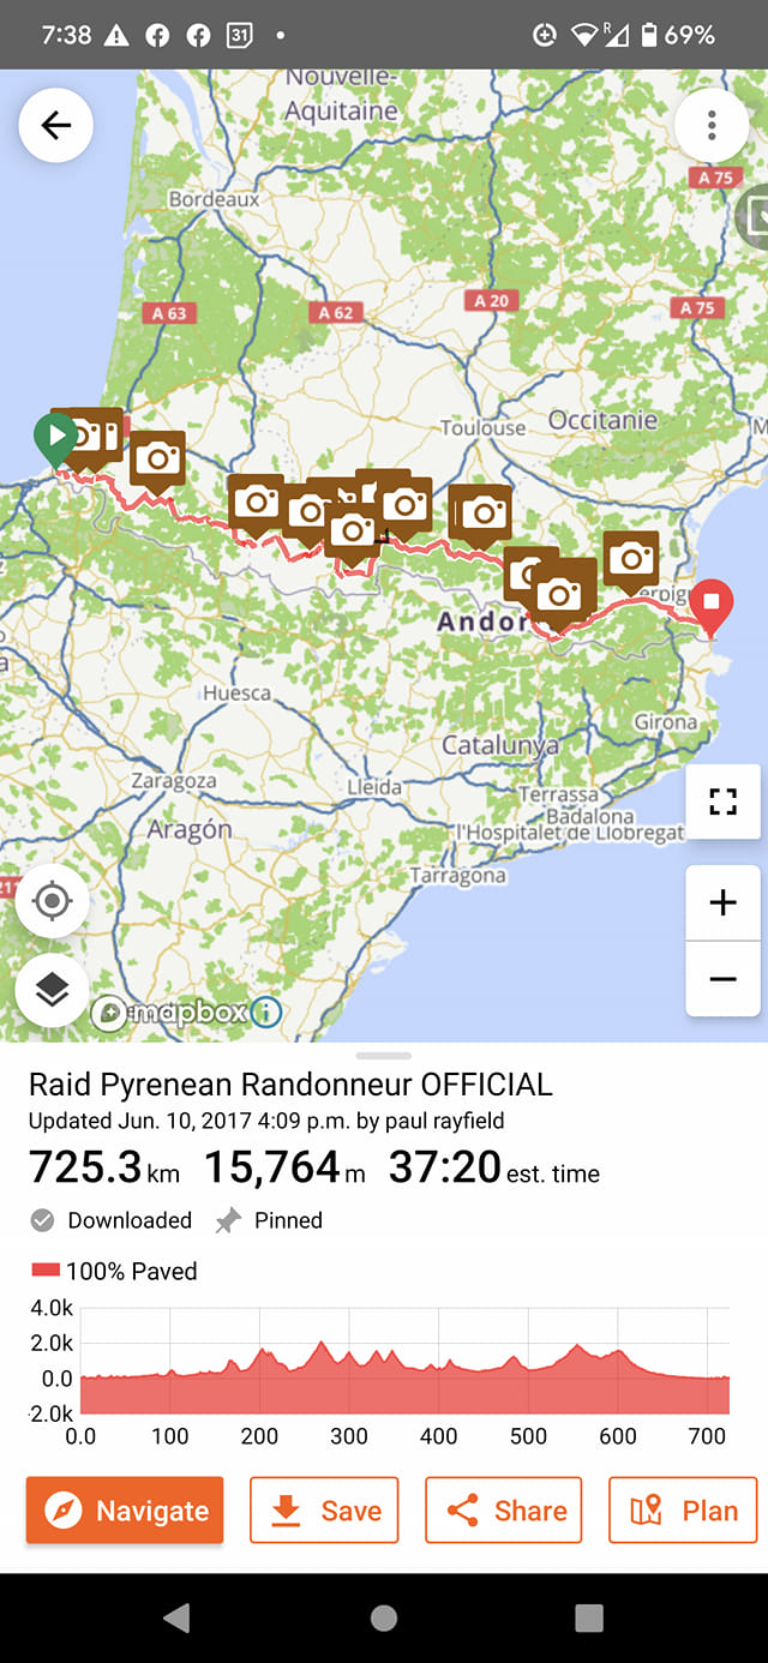 7:38 31 R 69%
Nouvelle-
Aquitaine
A 75
Bordeaux
A 63 A 62 A 20 A 75
Toulouse Occitanie M
erpig
Andor
Huesca
Girona
Catalunya
Zaragoza Lleida Terrassa
Badalona
Aragón l'Hospitalet de Llobregat
Tarragona
mapbox
Raid Pyrenean Randonneur OFFICIAL
Updated Jun. 10, 2017 4:09 p.m. by paul rayfield
725.3 km 15,764 m 37:20 est. time
Downloaded Pinned
100% Paved
4.0k
2.0k
0.0
-2.0k
0.0 100 200 300 400 500 600 700
Navigate Save Share Plan